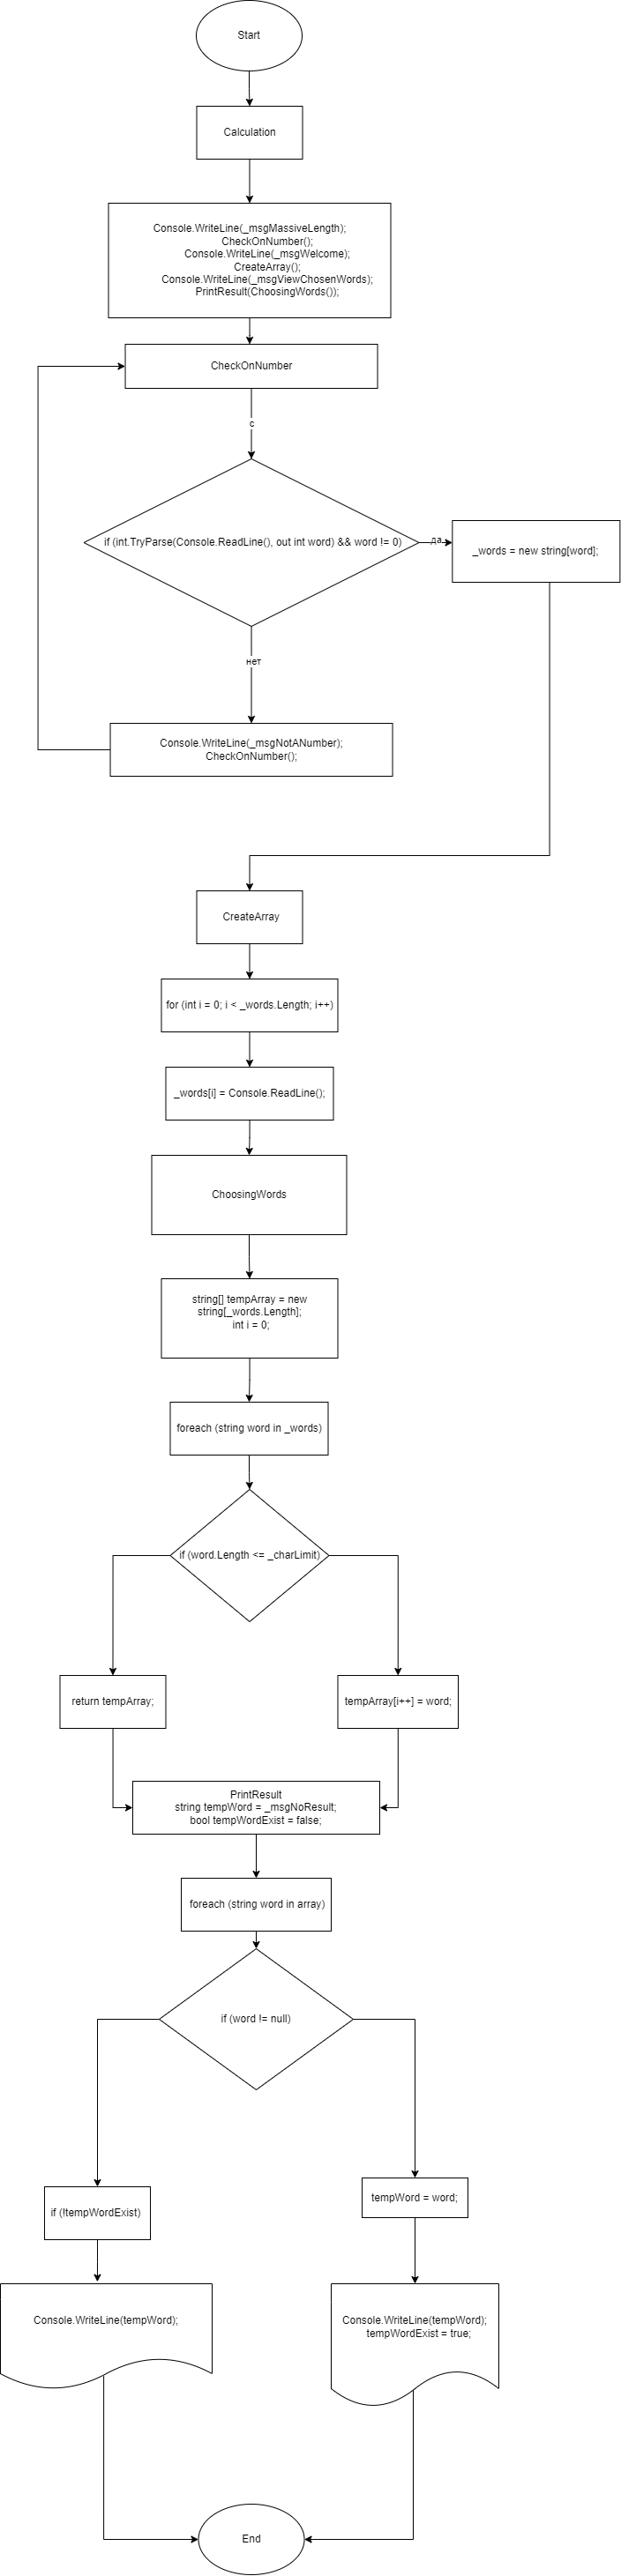 Start
Calculation
Console.WriteLine(_msgMassiveLength);
CheckOnNumber();
Console.WriteLine(_msgWelcome);
CreateArray();
Console.WriteLine(_msgViewChosenWords);
PrintResult(ChoosingWords());
CheckOnNumber
с
if (int.TryParse(Console.ReadLine(), out int word) && word != 0)
да
_words = new string[word];
нет
Console.WriteLine(_msgNotANumber);
CheckOnNumber();
CreateArray
for (int i = 0; i < _words.Length; i++)
_words[i] = Console.ReadLine();
ChoosingWords
string[] tempArray = new
string[_words.Length];
int i = 0;
foreach (string word in _words)
if (word.Length <= _charLimit)
return tempArray;
tempArray[i++] = word;
PrintResult
string tempWord = _msgNoResult;
bool tempWordExist = false;
foreach (string word in array)
if (word != null)
if (!tempWordExist)
tempWord = word;
Console.WriteLine(tempWord);
Console.WriteLine(tempWord);
tempWordExist = true;
End